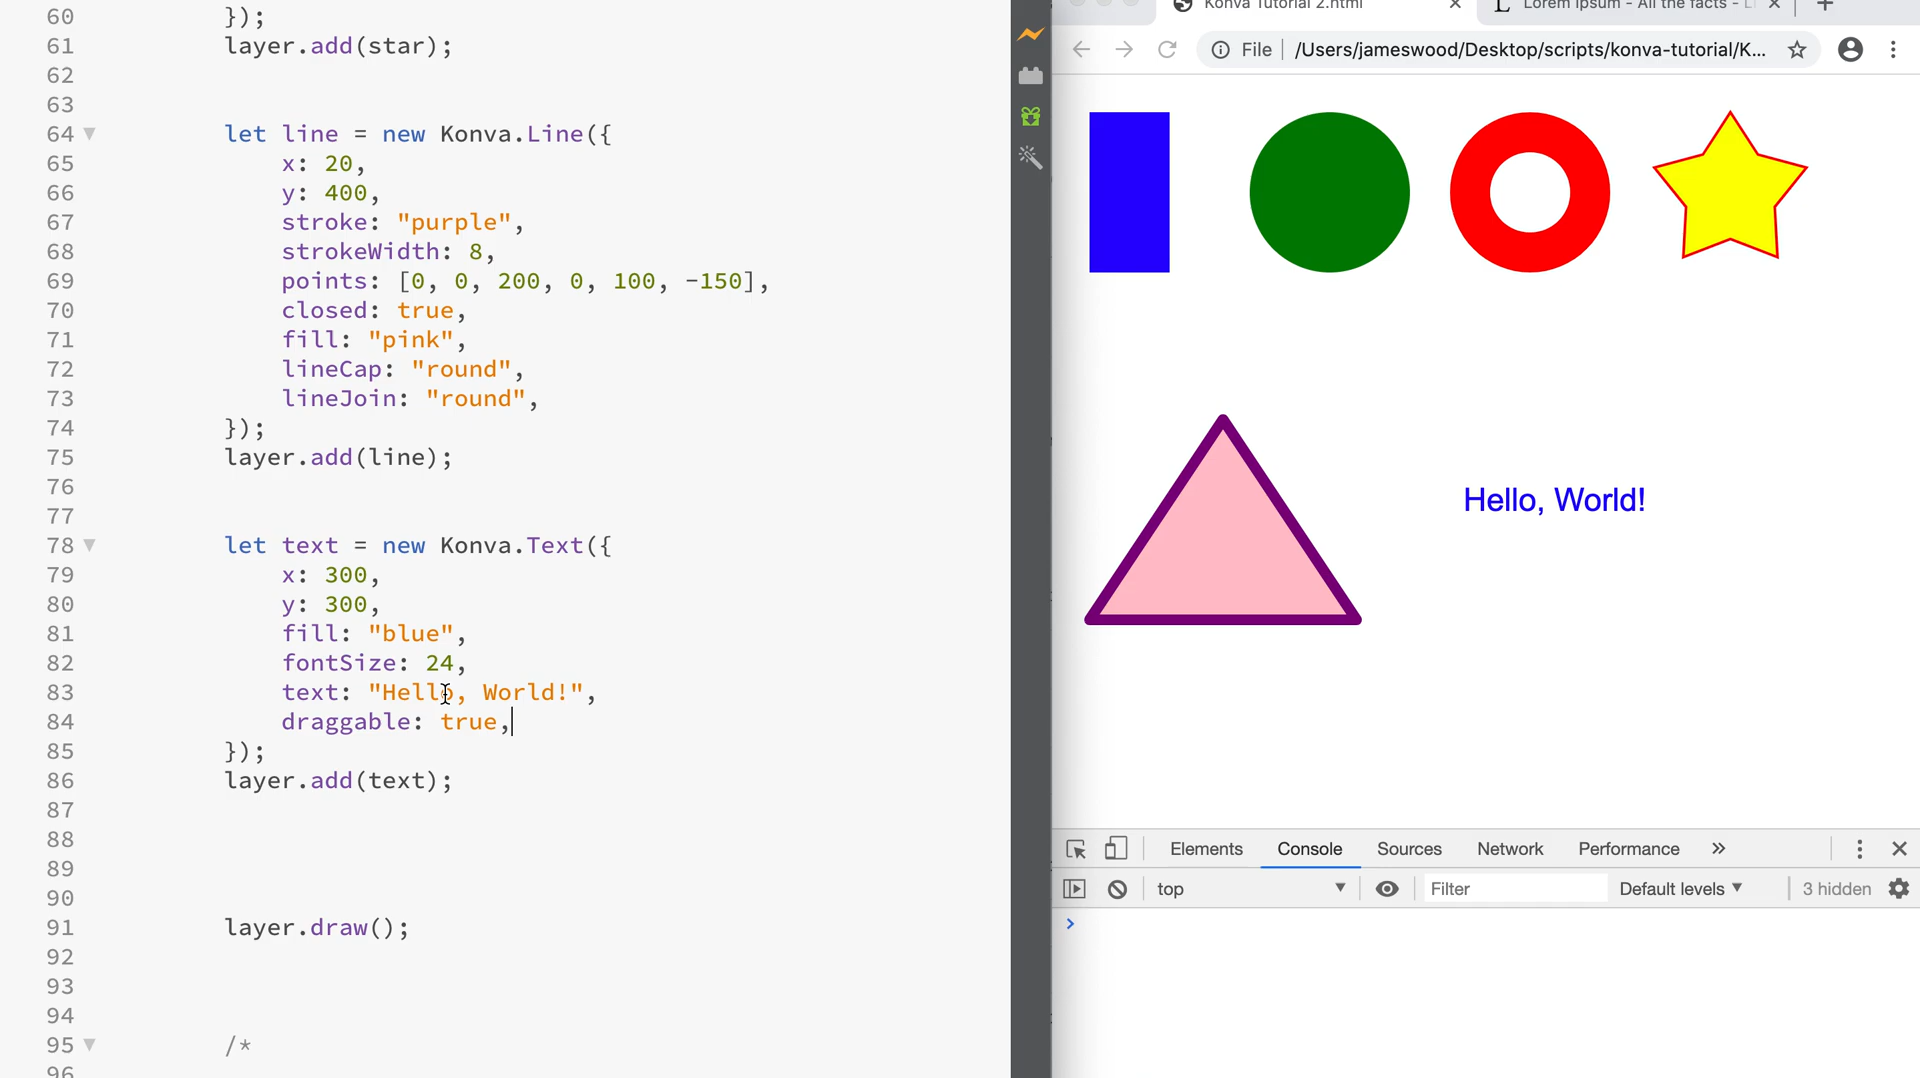 60 });
61 layer.add(star);
62
63
64 let line = new Konva.Line({
65 x: 20,
66 y: 400,
67 stroke: "purple",
68 strokeWidth: 8,
69 points: [0, 0, 200, 0, 100, -150],
70 closed: true,
71 fill: "pink",
72 lineCap: "round",
73 lineJoin: "round",
74 });
75 layer.add(line);
76
77
78 let text = new Konva.Text({
79 x: 300,
80 y: 300,
81 fill: "blue",
82 fontSize: 24,
83 text: "Hello, World!",
84 draggable: true,
85 });
86 layer.add(text);
87
88
89
90
91 layer.draw();
92
93
94
95 /*
96
Konva Tutorial 2.html
Lorem Ipsum - All the facts - Li
File /Users/jameswood/Desktop/scripts/konva-tutorial/K...
Hello, World!
Elements Console Sources Network Performance »
top Filter Default levels 3 hidden